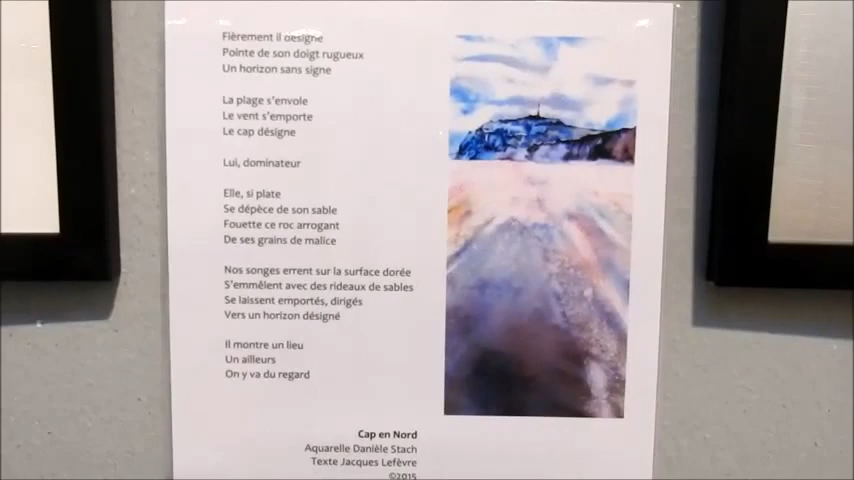 Fièrement il désigne
Pointe de son doigt rugueux
Un horizon sans signe
La plage s'envole
Le vent s'emporte
Le cap désigne
Lui, dominateur
Elle, si plate
Se dépèce de son sable
Fouette ce roc arrogant
De ses grains de malice
Nos songes errent sur la surface dorée
S'emmêlent avec des rideaux de sables
Se laissent emportés, dirigés
Vers un horizon désigné
Il montre un lieu
Un ailleurs
On y va du regard
Cap en Nord
Aquarelle Danièle Stach
Texte Jacques Lefèvre
©2015